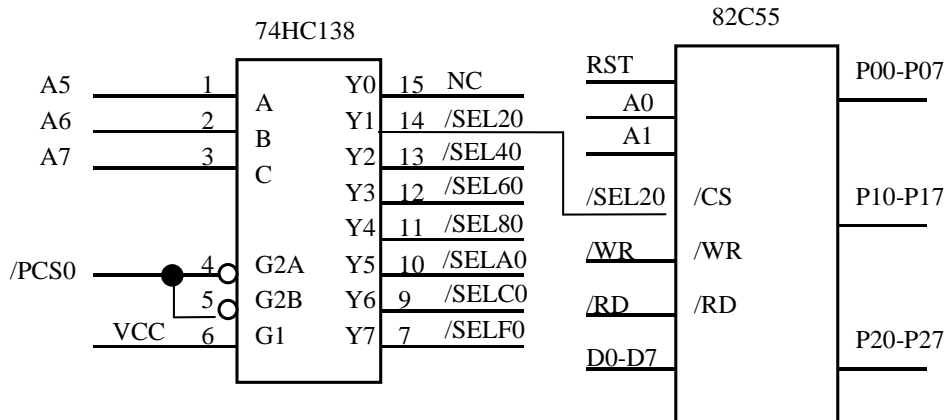 74HC138
A5 1 A Y0 15 NC
A6 2 B Y1 14 /SEL20
A7 3 C Y2 13 /SEL40
Y3 12 /SEL60
Y4 11 /SEL80
/PCS0 4 G2A Y5 10 /SELA0
5 G2B Y6 9 /SELC0
VCC 6 G1 Y7 7 /SELF0
82C55
RST P00-P07
A0
A1
/SEL20 /CS P10-P17
/WR /WR
/RD /RD
D0-D7 P20-P27